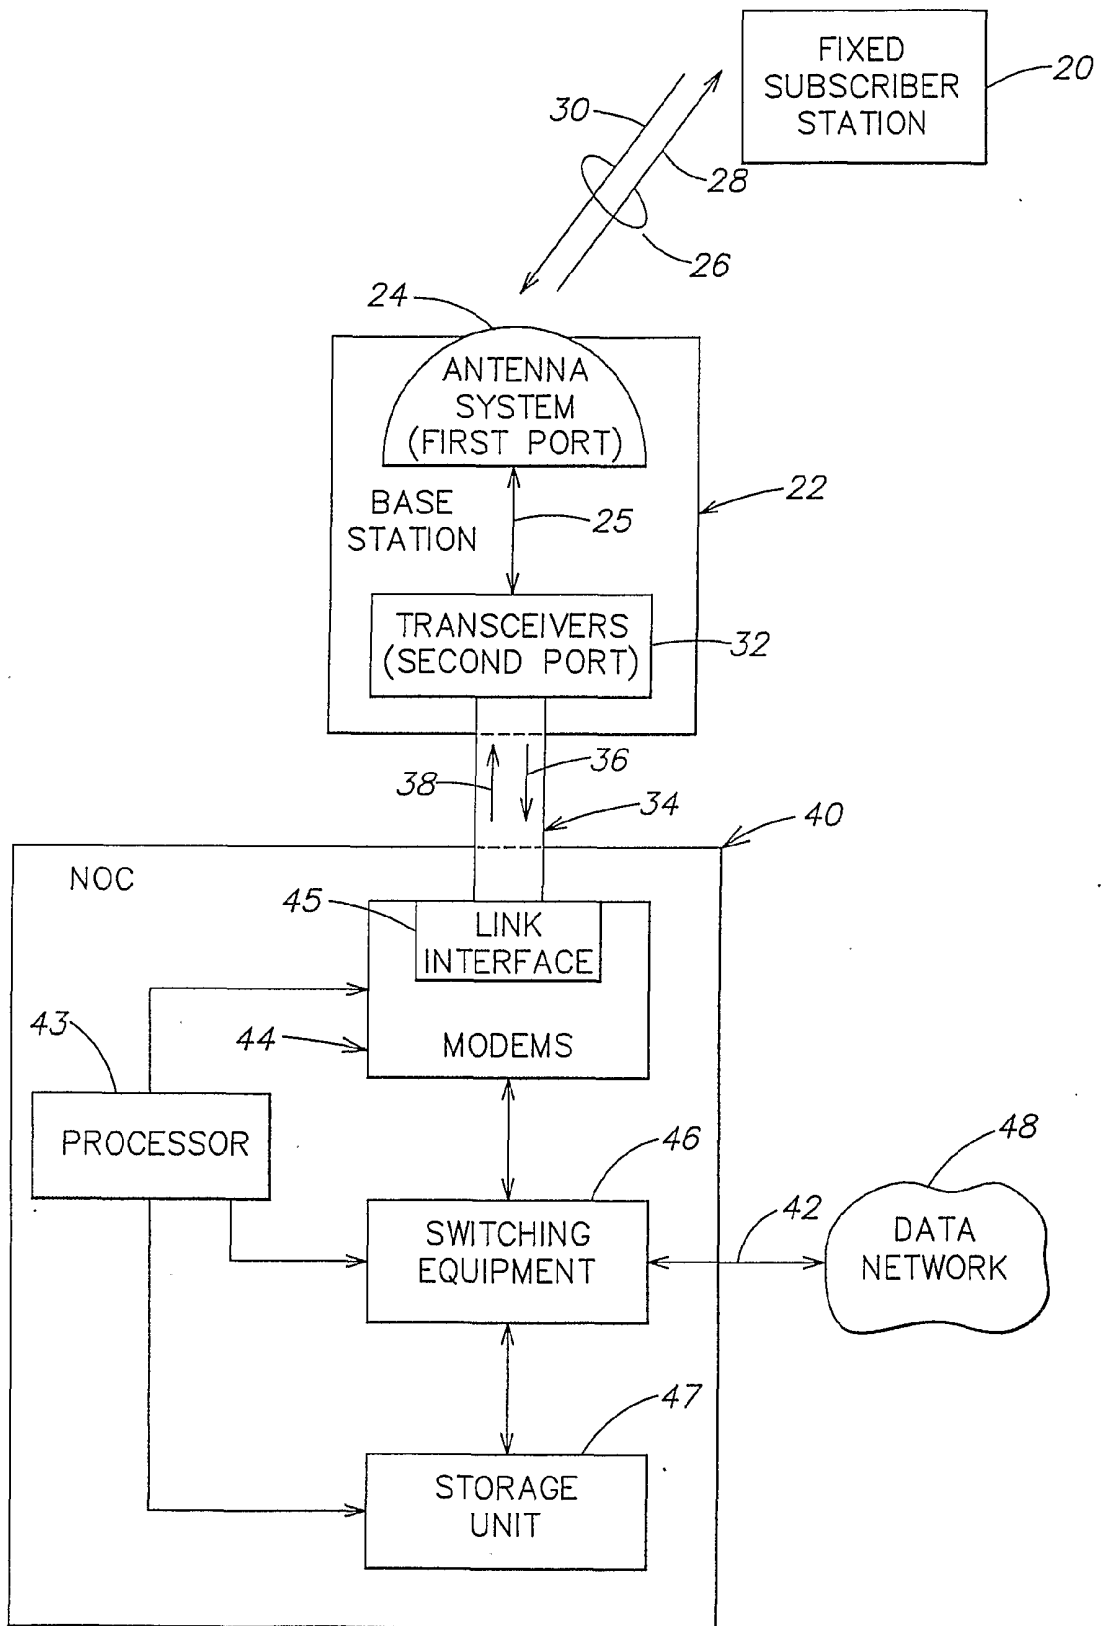 FIXED
SUBSCRIBER
STATION
20
30
28
26
24
ANTENNA
SYSTEM
(FIRST PORT)
22
BASE
STATION
25
TRANSCEIVERS
(SECOND PORT)
32
38
36
34
40
NOC
45
LINK
INTERFACE
43
44
MODEMS
PROCESSOR
46
48
SWITCHING
EQUIPMENT
42
DATA
NETWORK
47
STORAGE
UNIT